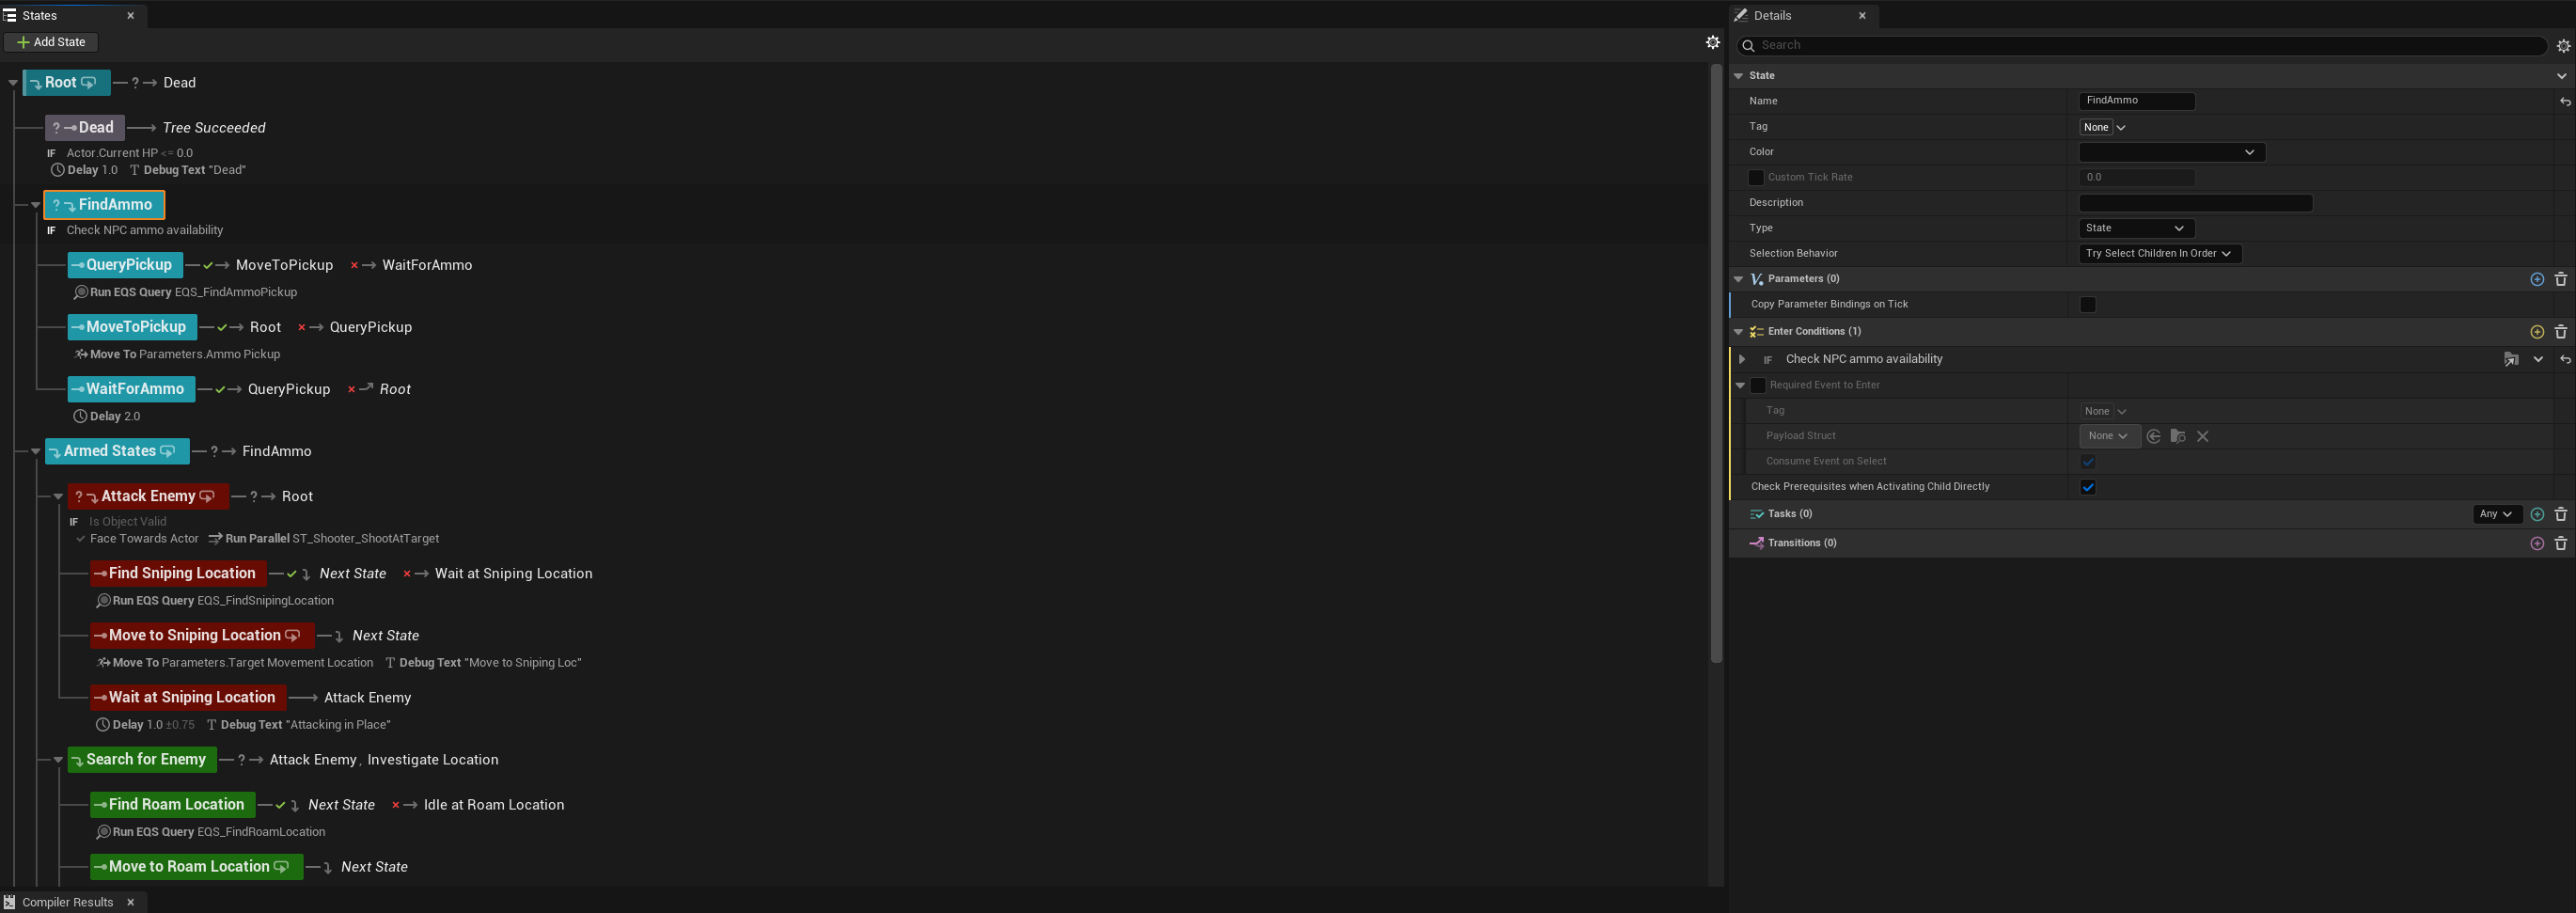 States
Add State
Root ? Dead
? Dead Tree Succeeded
IF Actor.Current HP <= 0.0
Delay 1.0 T Debug Text "Dead"
? FindAmmo
IF Check NPC ammo availability
QueryPickup MoveToPickup WaitForAmmo
Run EQS Query EQS_FindAmmoPickup
MoveToPickup Root QueryPickup
Move To Parameters.Ammo Pickup
WaitForAmmo QueryPickup Root
Delay 2.0
Armed States ? FindAmmo
? Attack Enemy ? Root
IF Is Object Valid
Face Towards Actor Run Parallel ST_Shooter_ShootAtTarget
Find Sniping Location Next State Wait at Sniping Location
Run EQS Query EQS_FindSnipingLocation
Move to Sniping Location Next State
Move To Parameters.Target Movement Location T Debug Text "Move to Sniping Loc"
Wait at Sniping Location Attack Enemy
Delay 1.0 ±0.75 T Debug Text "Attacking in Place"
Search for Enemy ? Attack Enemy, Investigate Location
Find Roam Location Next State Idle at Roam Location
Run EQS Query EQS_FindRoamLocation
Move to Roam Location Next State
Compiler Results
Details
Search
State
Name FindAmmo
Tag None
Color
Custom Tick Rate 0.0
Description
Type State
Selection Behavior Try Select Children In Order
Parameters (0)
Copy Parameter Bindings on Tick
Enter Conditions (1)
IF Check NPC ammo availability
Required Event to Enter
Tag None
Payload Struct None
Consume Event on Select
Check Prerequisites when Activating Child Directly
Tasks (0) Any
Transitions (0)